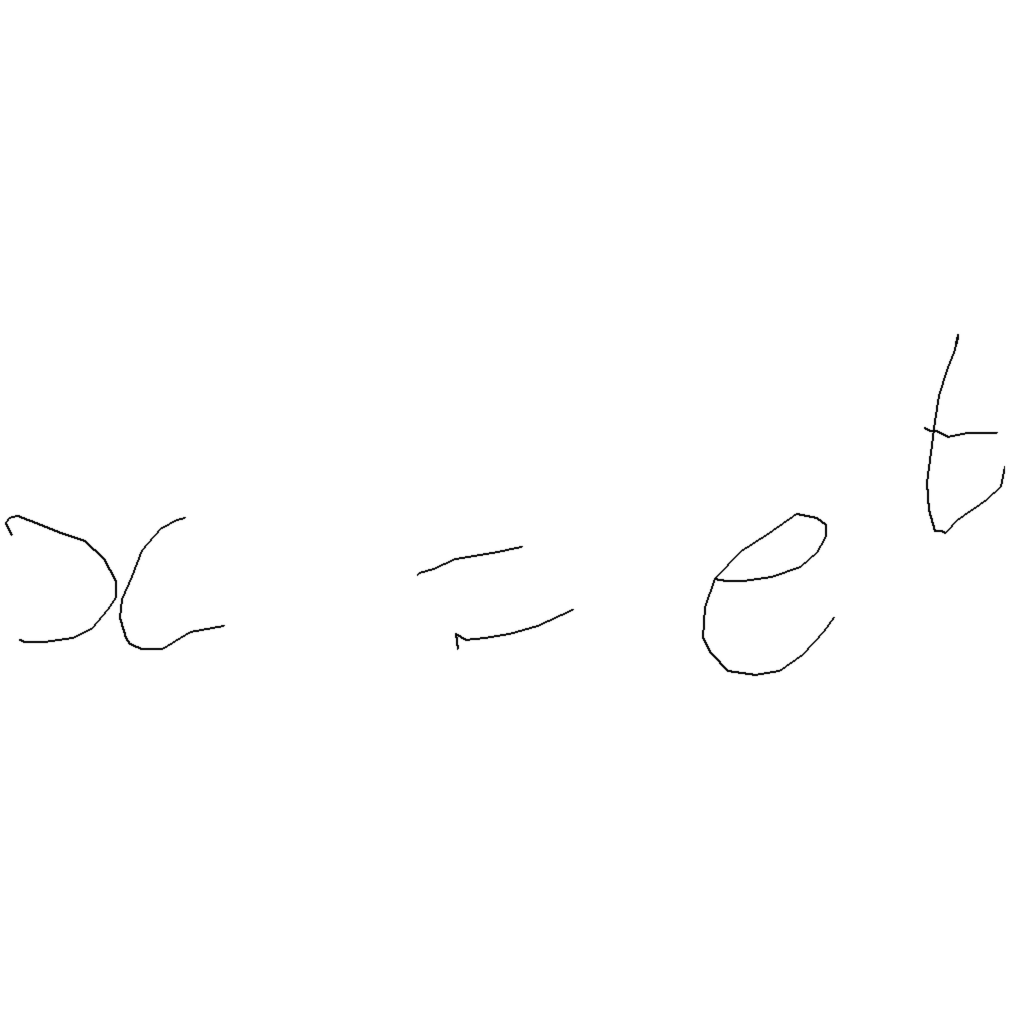 x = e^t